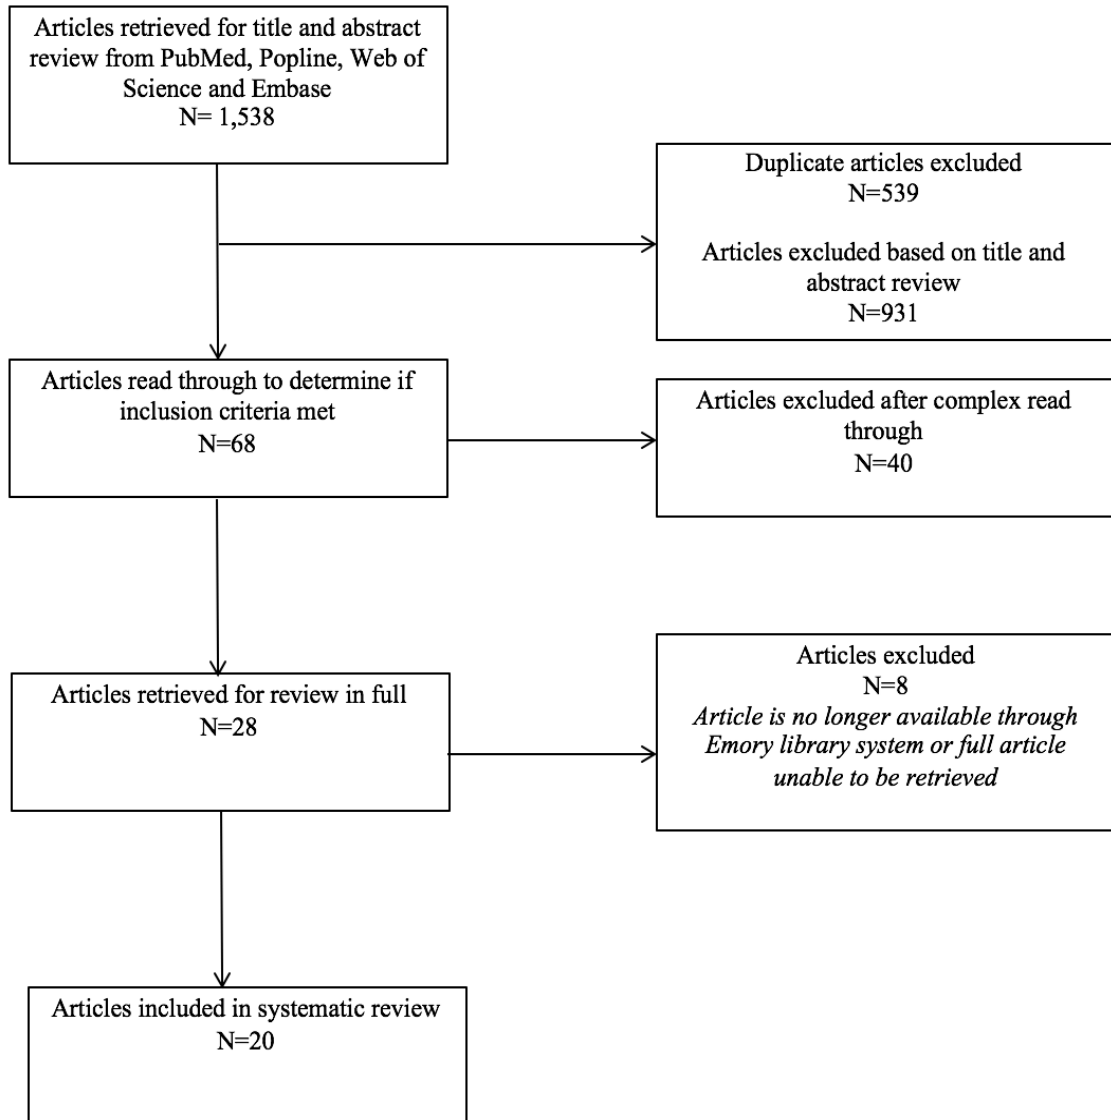 Articles retrieved for title and abstract
review from PubMed, Popline, Web of
Science and Embase
N= 1,538
Duplicate articles excluded
N=539
Articles excluded based on title and
abstract review
N=931
Articles read through to determine if
inclusion criteria met
N=68
Articles excluded after complex read
through
N=40
Articles retrieved for review in full
N=28
Articles excluded
N=8
Article is no longer available through
Emory library system or full article
unable to be retrieved
Articles included in systematic review
N=20